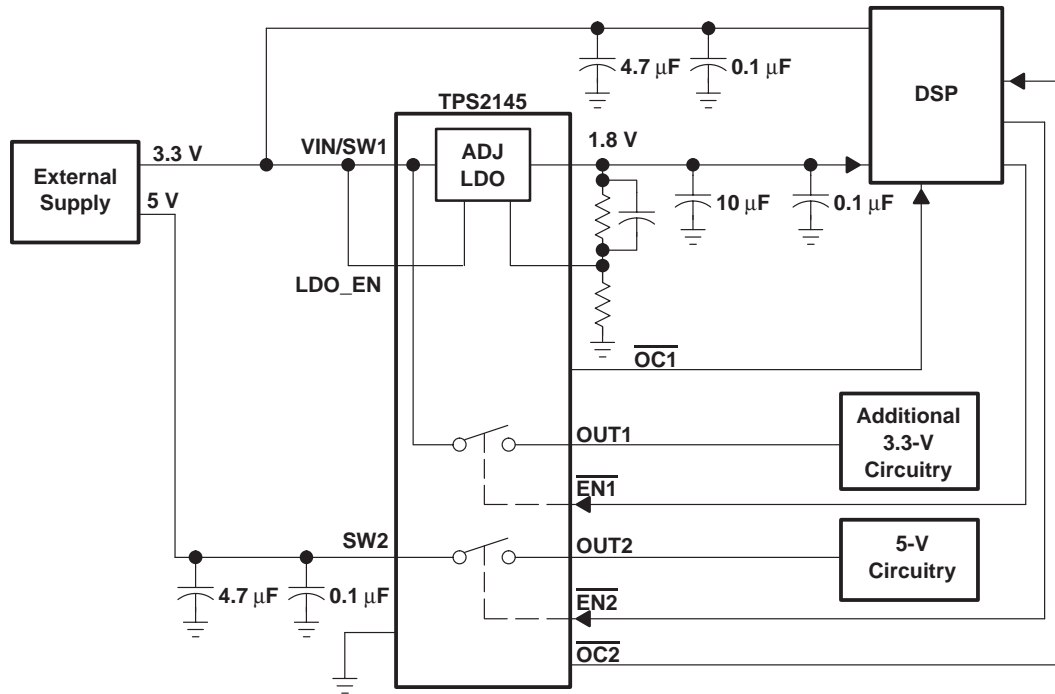 4.7 μF
0.1 μF
DSP
TPS2145
External
Supply
3.3 V
5 V
VIN/SW1
ADJ
LDO
1.8 V
10 μF
0.1 μF
LDO_EN
OC1
OUT1
Additional
3.3-V
Circuitry
EN1
SW2
OUT2
5-V
Circuitry
4.7 μF
0.1 μF
EN2
OC2